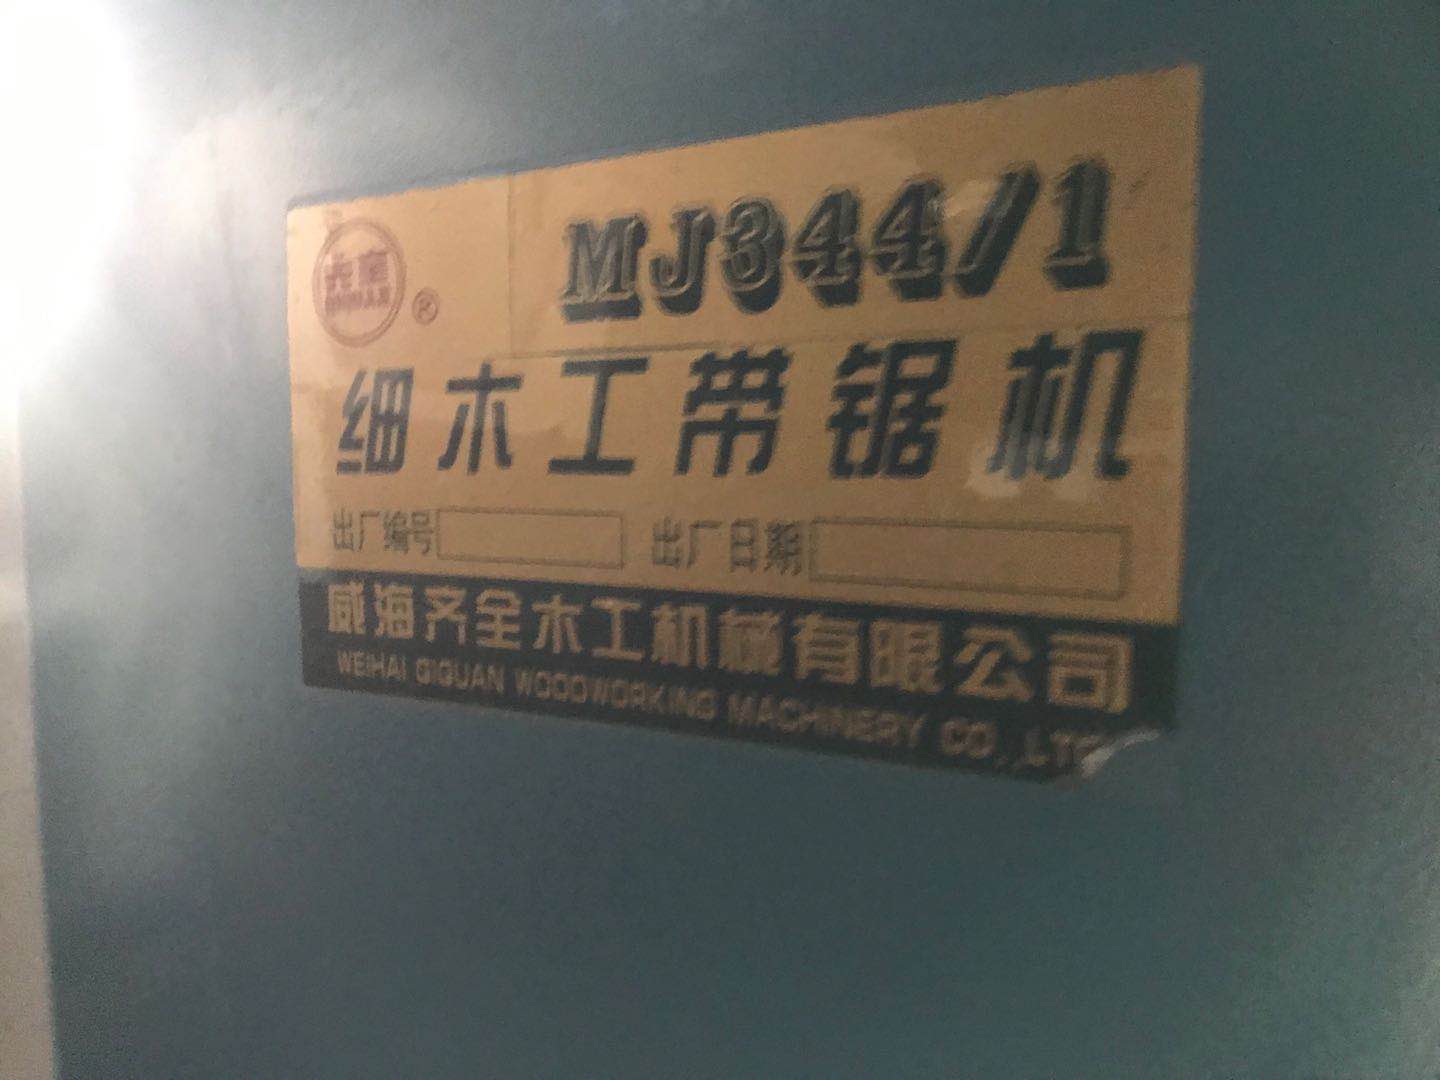 ®
MJ344/1
细木工带锯机
出厂编号 出厂日期
威海齐全木工机械有限公司
WEIHAI QIQUAN WOODWORKING MACHINERY CO.,LTD